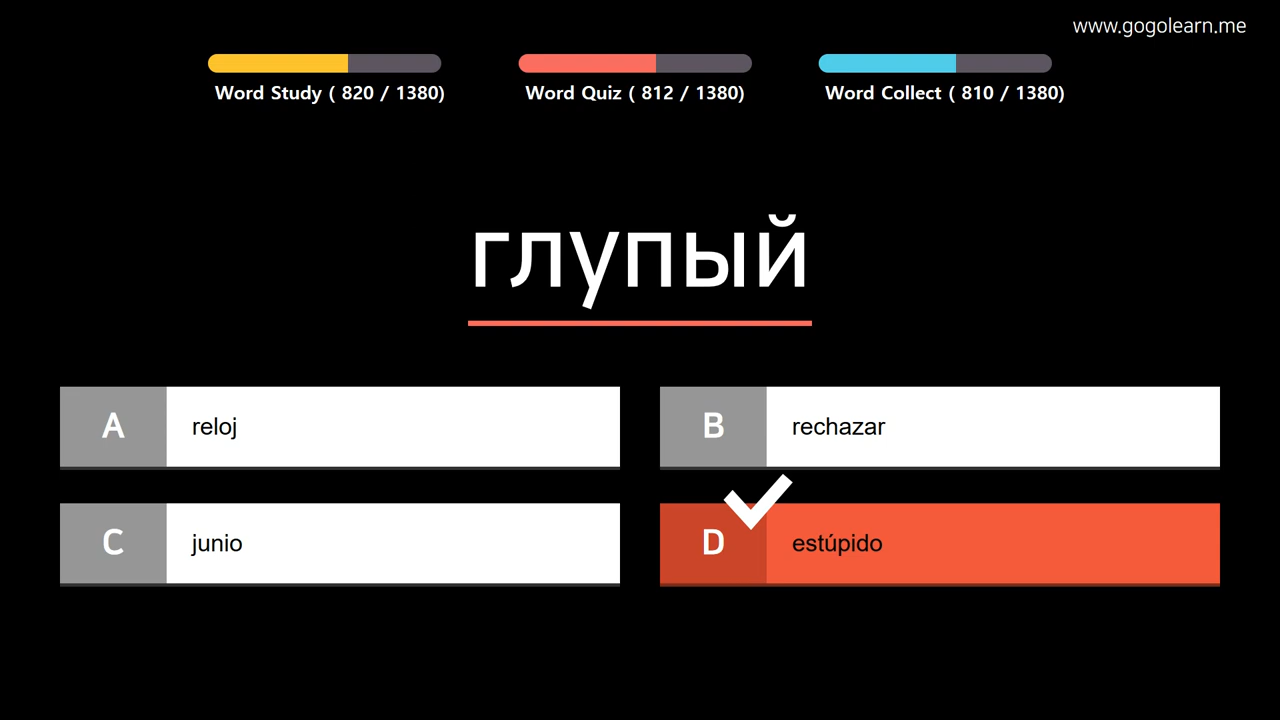 www.gogolearn.me
Word Study ( 820 / 1380)
Word Quiz ( 812 / 1380)
Word Collect ( 810 / 1380)
глупый
A reloj
B rechazar
C junio
D estúpido